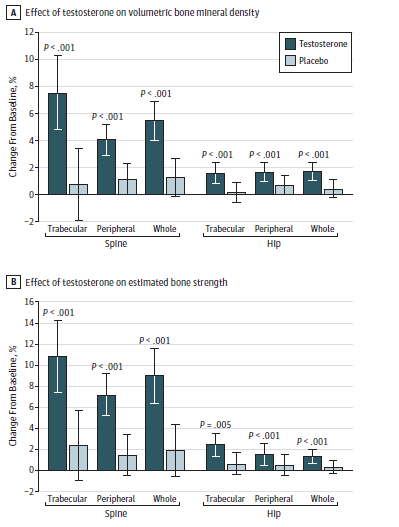 A Effect of testosterone on volumetric bone mineral density
12
10
8
6
4
2
0
−2
Change From Baseline, %
P < .001
P < .001
P < .001
P < .001
P < .001
P < .001
Testosterone
Placebo
Trabecular Peripheral Whole Trabecular Peripheral Whole
Spine Hip
B Effect of testosterone on estimated bone strength
16
14
12
10
8
6
4
2
0
−2
Change From Baseline, %
P < .001
P < .001
P < .001
P = .005
P < .001
P < .001
Trabecular Peripheral Whole Trabecular Peripheral Whole
Spine Hip